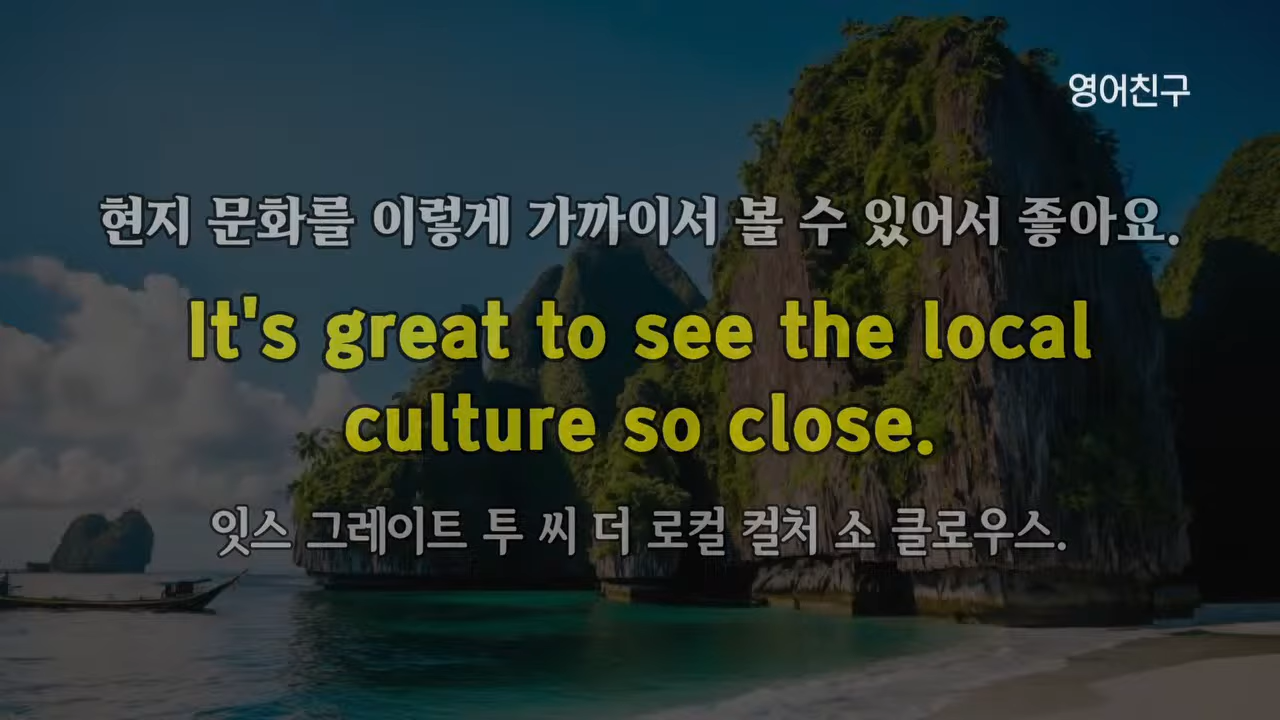 영어친구
현지 문화를 이렇게 가까이서 볼 수 있어서 좋아요.
It's great to see the local
culture so close.
잇스 그레이트 투 씨 더 로컬 컬처 소 클로우스.